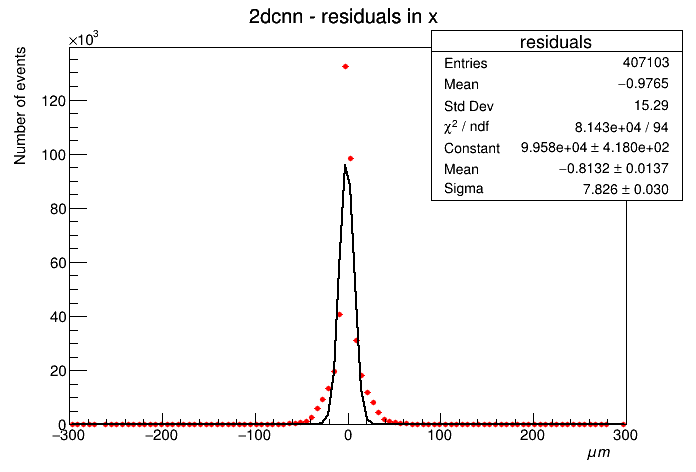 2dcnn - residuals in x
×10³
Number of events
residuals
Entries 407103
Mean −0.9765
Std Dev 15.29
χ² / ndf 8.143e+04 / 94
Constant 9.958e+04 ± 4.180e+02
Mean −0.8132 ± 0.0137
Sigma 7.826 ± 0.030
120
100
80
60
40
20
0
−300 −200 −100 0 100 200 300
μm